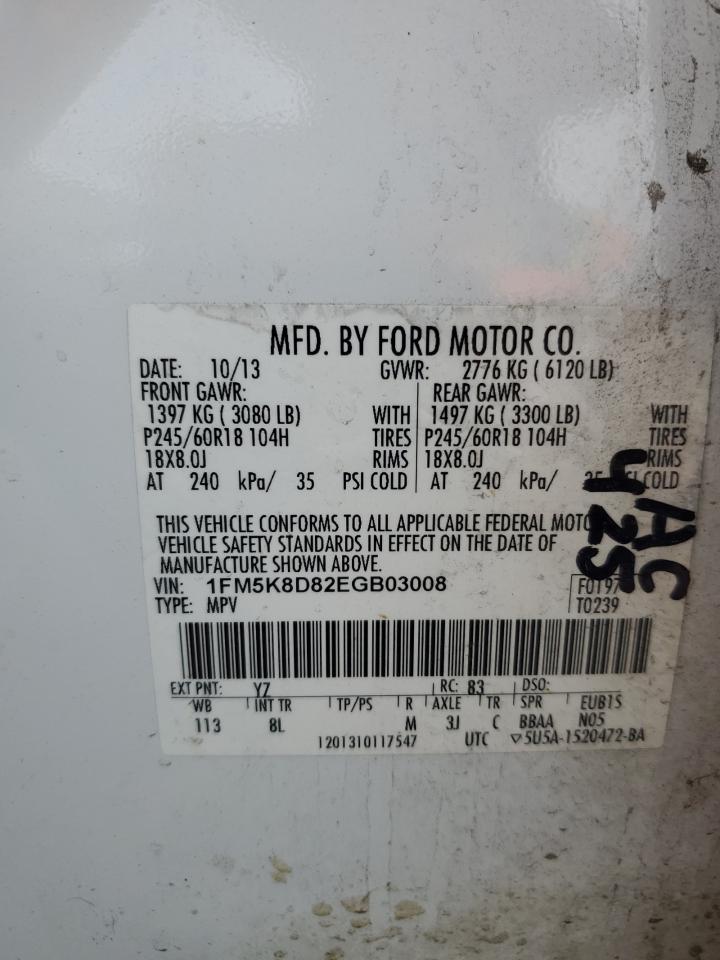 MFD. BY FORD MOTOR CO.
DATE: 10/13 GVWR: 2776 KG ( 6120 LB)
FRONT GAWR: REAR GAWR:
1397 KG ( 3080 LB) WITH 1497 KG ( 3300 LB) WITH
P245/60R18 104H TIRES P245/60R18 104H TIRES
18X8.0J RIMS 18X8.0J RIMS
AT 240 kPa/ 35 PSI COLD AT 240 kPa/ COLD
AC
425
THIS VEHICLE CONFORMS TO ALL APPLICABLE FEDERAL
VEHICLE SAFETY STANDARDS IN EFFECT ON THE DATE OF
MANUFACTURE SHOWN ABOVE.
VIN: 1FM5K8D82EGB03008 F0197
TYPE: MPV T0239
EXT PNT: YZ RC: 83 DSO:
WB INT TR TP/PS R AXLE TR SPR EUB1S
113 8L M 3J C BBAA N05
1201310117547 UTC ▽5U5A-1520472-BA